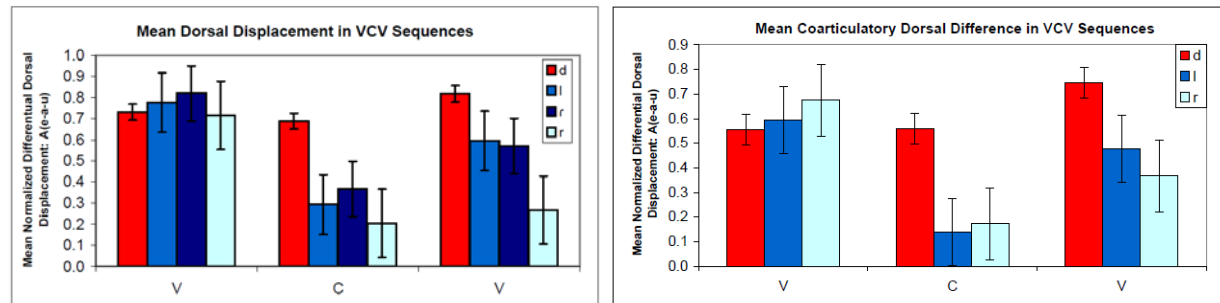 Mean Dorsal Displacement in VCV Sequences
Mean Normalized Differentual Dorsal
Displacement: A(e-a-u)
1.0
0.9
0.8
0.7
0.6
0.5
0.4
0.3
0.2
0.1
0.0
d
l
r
r
V
C
V
Mean Coarticulatory Dorsal Difference in VCV Sequences
Mean Normalized Differential Dorsal
Displacement: A(e-a-u)
0.9
0.8
0.7
0.6
0.5
0.4
0.3
0.2
0.1
0.0
d
l
r
V
C
V